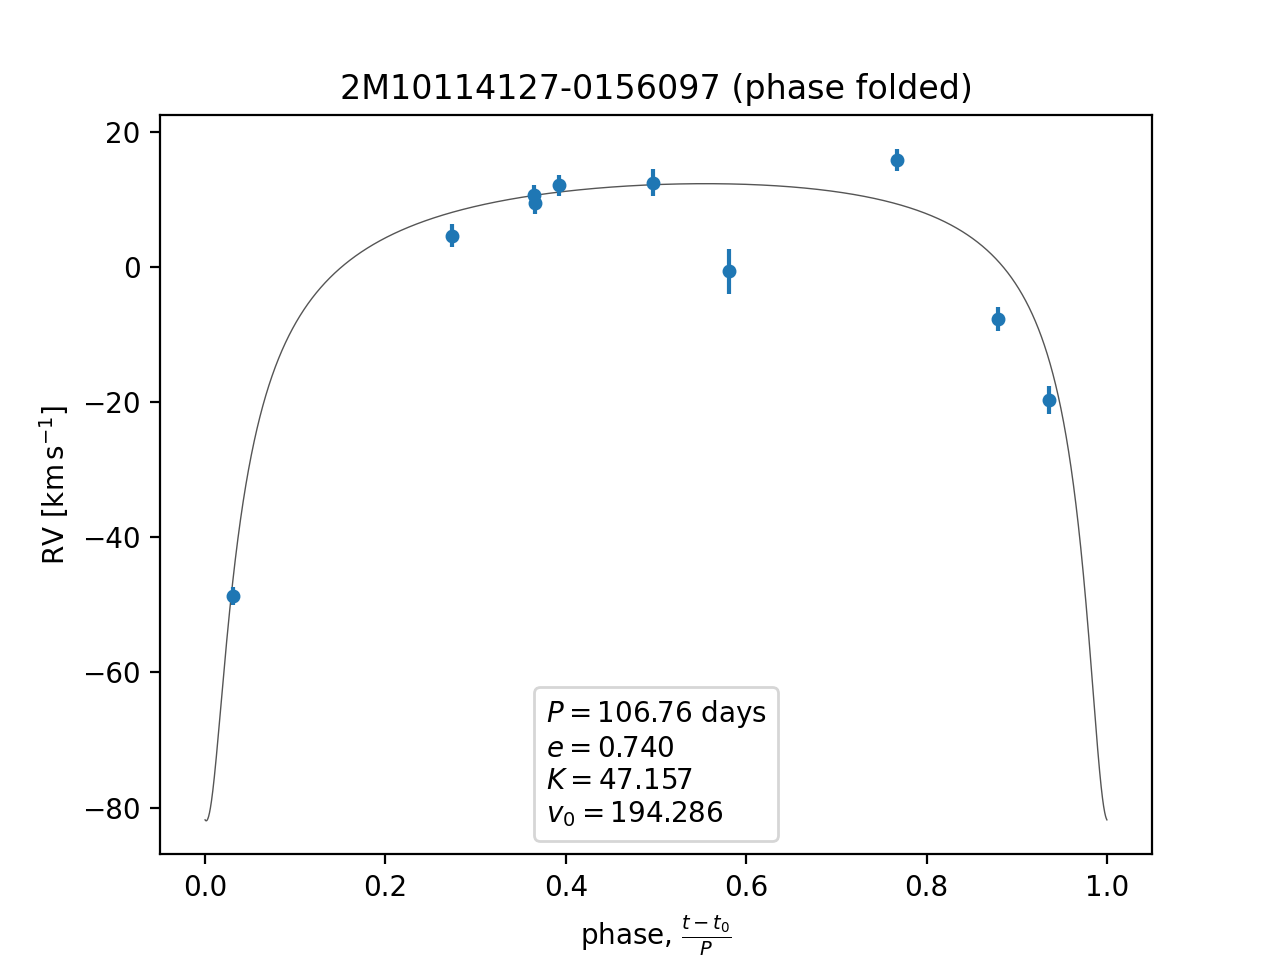 2M10114127-0156097 (phase folded)
20
0
−20
−40
−60
−80
RV [km s⁻¹]
P = 106.76 days
e = 0.740
K = 47.157
v₀ = 194.286
0.0 0.2 0.4 0.6 0.8 1.0
phase, (t − t₀)/P